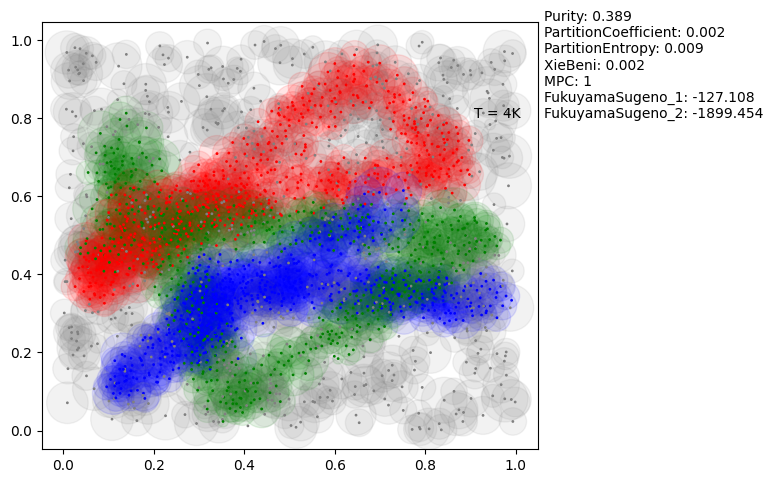 Purity: 0.389
PartitionCoefficient: 0.002
PartitionEntropy: 0.009
XieBeni: 0.002
MPC: 1
FukuyamaSugeno_1: -127.108
FukuyamaSugeno_2: -1899.454
T = 4K
1.0
0.8
0.6
0.4
0.2
0.0
0.0 0.2 0.4 0.6 0.8 1.0